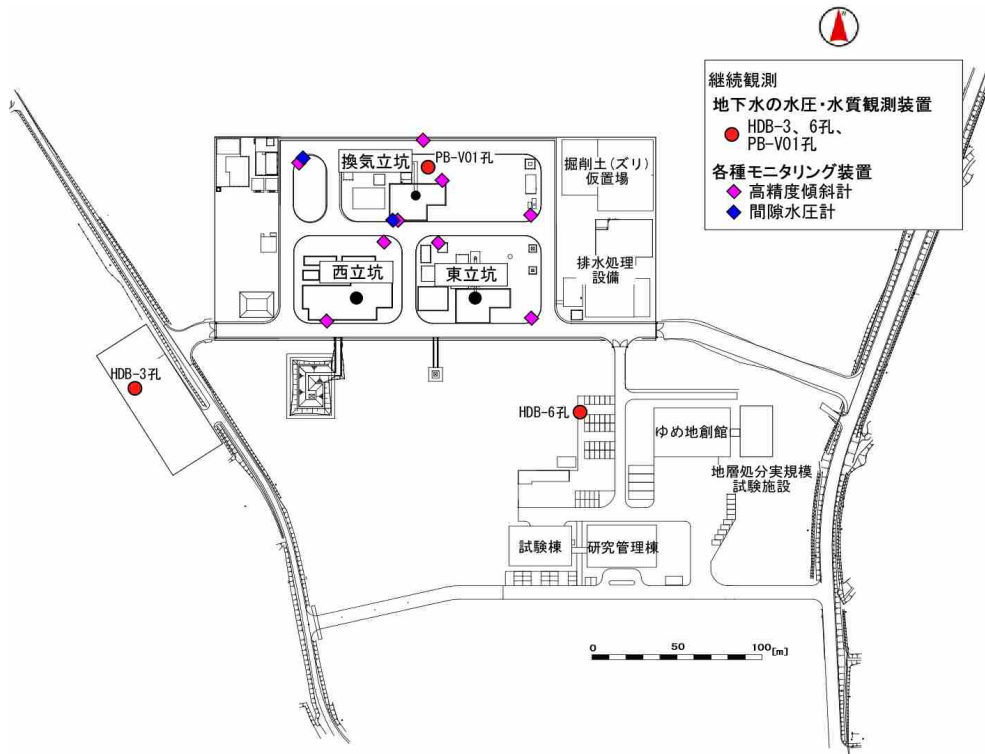 N
継続観測
地下水の水圧・水質観測装置
HDB-3、6孔、
PB-V01孔
各種モニタリング装置
高精度傾斜計
間隙水圧計
PB-V01孔
換気立坑
掘削土(ズリ)
仮置場
西立坑
東立坑
排水処理
設備
HDB-3孔
HDB-6孔
ゆめ地創館
地層処分実規模
試験施設
試験棟
研究管理棟
0 50 100[m]